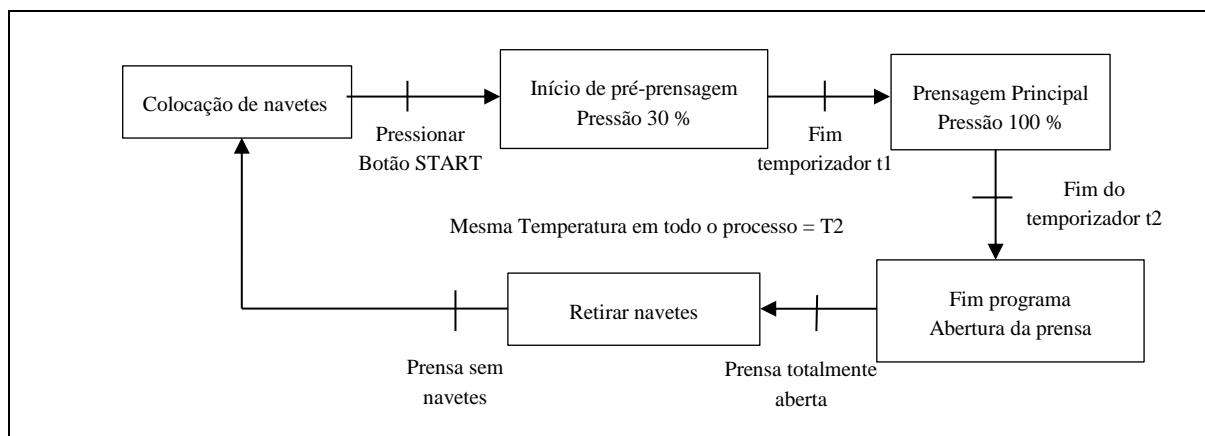 Colocação de navetes
Pressionar
Botão START
Início de pré-prensagem
Pressão 30 %
Fim
temporizador t1
Prensagem Principal
Pressão 100 %
Fim do
temporizador t2
Mesma Temperatura em todo o processo = T2
Fim programa
Abertura da prensa
Prensa totalmente
aberta
Retirar navetes
Prensa sem
navetes